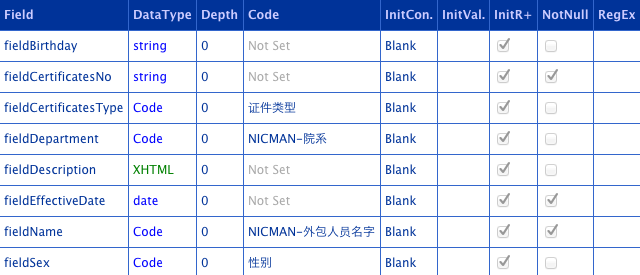 Field DataType Depth Code InitCon. InitVal. InitR+ NotNull RegEx
fieldBirthday string 0 Not Set Blank
fieldCertificatesNo string 0 Not Set Blank
fieldCertificatesType Code 0 证件类型 Blank
fieldDepartment Code 0 NICMAN-院系 Blank
fieldDescription XHTML 0 Not Set Blank
fieldEffectiveDate date 0 Not Set Blank
fieldName Code 0 NICMAN-外包人员名字 Blank
fieldSex Code 0 性别 Blank